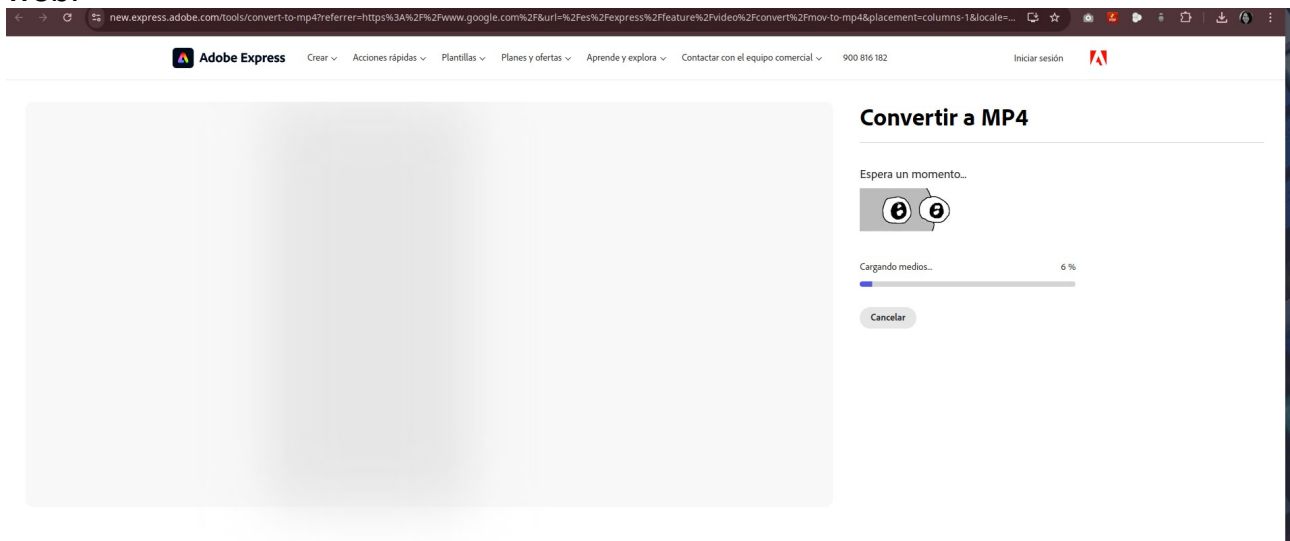 new.express.adobe.com/tools/convert-to-mp4?referrer=https%3A%2F%2Fwww.google.com%2F&url=%2Fes%2Fexpress%2Ffeature%2Fvideo%2Fconvert%2Fmov-to-mp4&placement=columns-1&locale=...
Adobe Express Crear Acciones rápidas Plantillas Planes y ofertas Aprende y explora Contactar con el equipo comercial 900 816 182 Iniciar sesión
Convertir a MP4
Espera un momento...
Cargando medios... 6 %
Cancelar